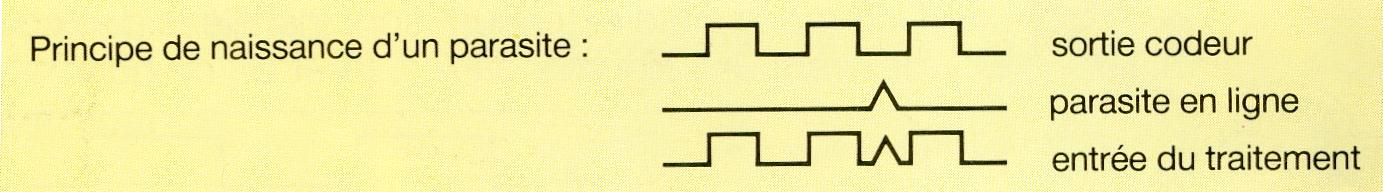 Principe de naissance d'un parasite :
sortie codeur
parasite en ligne
entrée du traitement